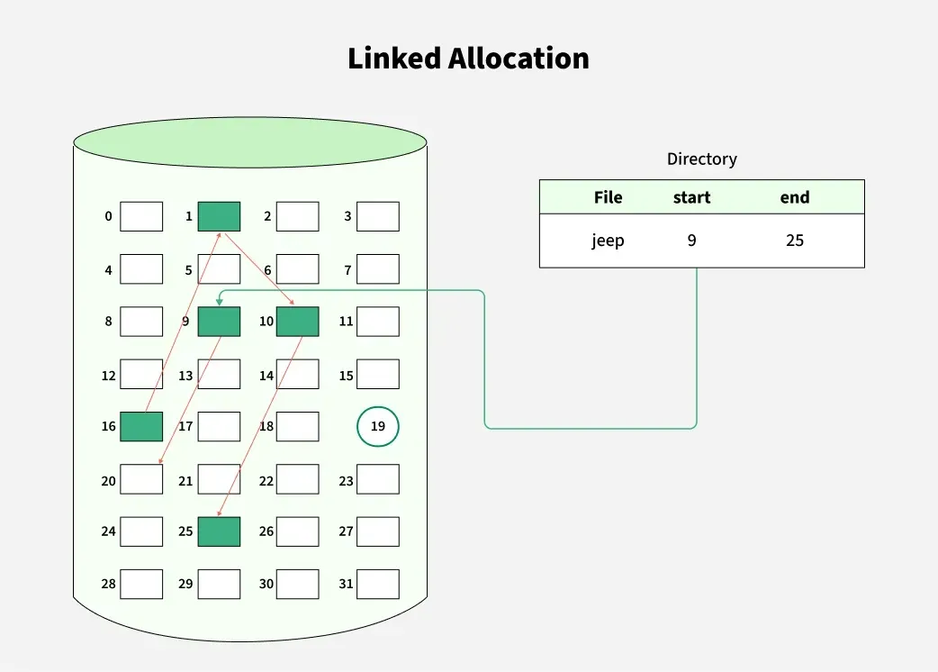 Linked Allocation
Directory
File start end
jeep 9 25
0 1 2 3
4 5 6 7
8 9 10 11
12 13 14 15
16 17 18 19
20 21 22 23
24 25 26 27
28 29 30 31